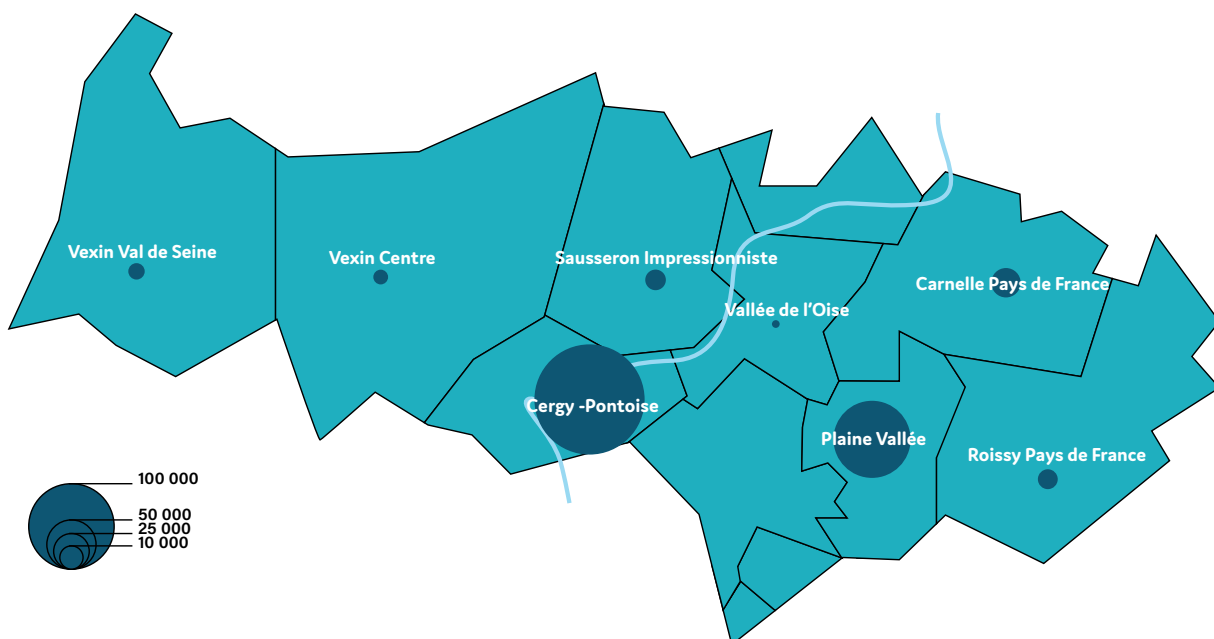 Vexin Val de Seine
Vexin Centre
Sausseron Impressionniste
Carnelle Pays de France
Vallée de l'Oise
Cergy -Pontoise
Plaine Vallée
Roissy Pays de France
100 000
50 000
25 000
10 000